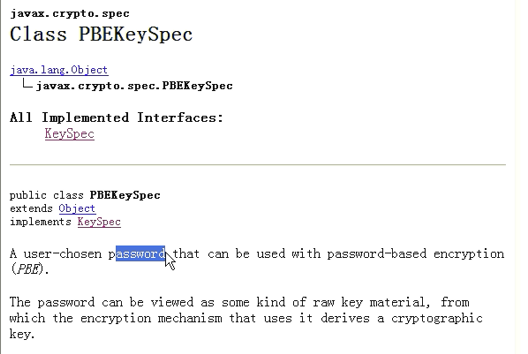 javax.crypto.spec
Class PBEKeySpec
java.lang.Object
javax.crypto.spec.PBEKeySpec
All Implemented Interfaces:
KeySpec
public class PBEKeySpec
extends Object
implements KeySpec
A user-chosen password that can be used with password-based encryption
(PBE).
The password can be viewed as some kind of raw key material, from
which the encryption mechanism that uses it derives a cryptographic
key.